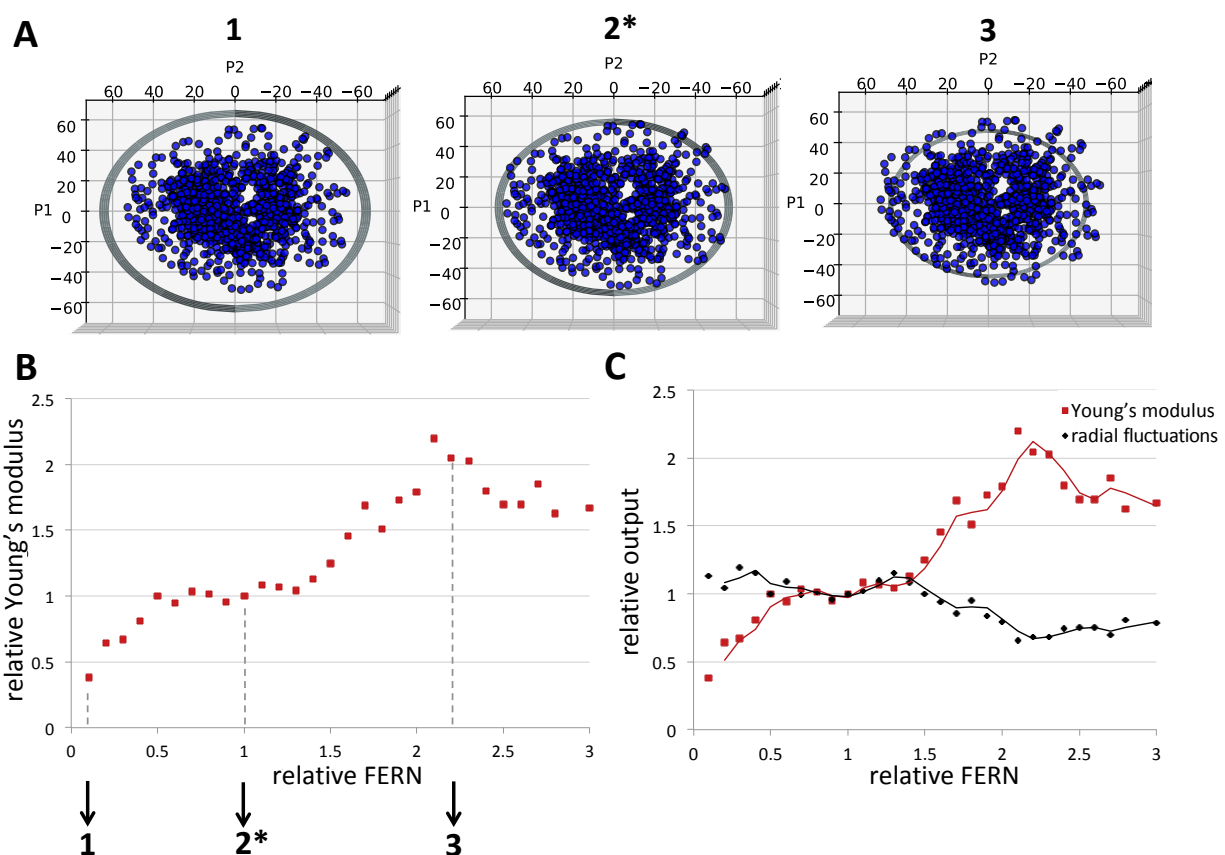 A
1
2*
3
P2
P2
P2
60 40 20 0 −20 −40 −60
60 40 20 0 −20 −40 −60
60 40 20 0 −20 −40 −60
P1
60
40
20
0
−20
−40
−60
P1
60
40
20
0
−20
−40
−60
P1
60
40
20
0
−20
−40
−60
B
relative Young's modulus
2.5
2
1.5
1
0.5
0
0 0.5 1 1.5 2 2.5 3
relative FERN
1
2*
3
C
Young's modulus
radial fluctuations
relative output
2.5
2
1.5
1
0.5
0
0 0.5 1 1.5 2 2.5 3
relative FERN